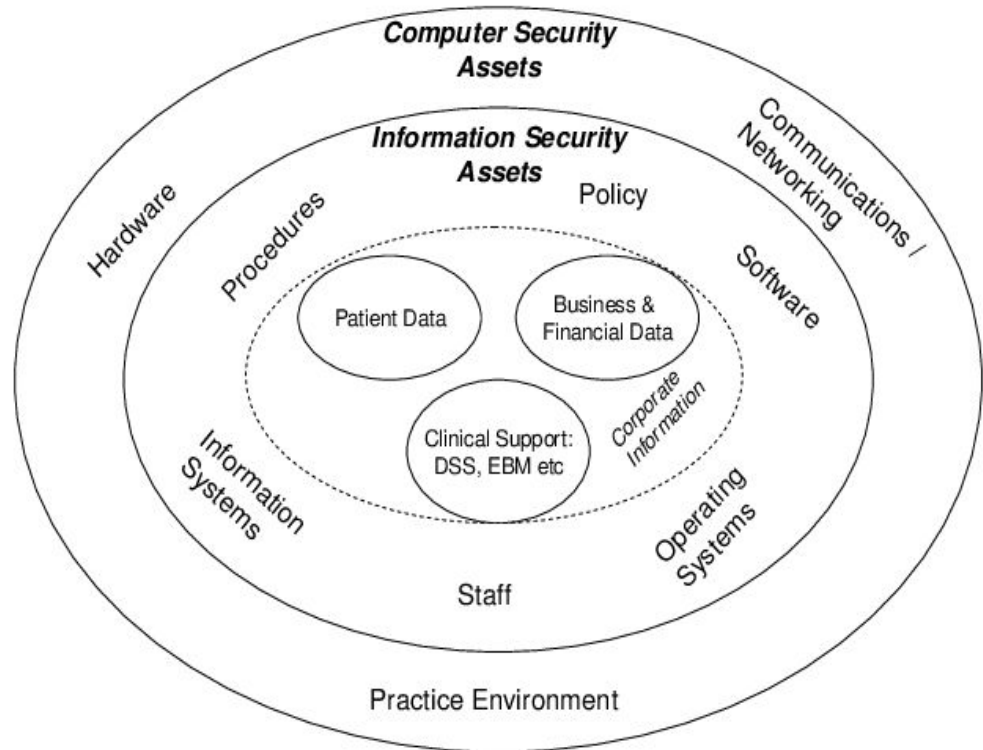 Computer Security
Assets
Communications /
Networking
Hardware
Information Security
Assets
Procedures
Policy
Software
Patient Data
Business &
Financial Data
Corporate
Information
Clinical Support:
DSS, EBM etc
Information
Systems
Operating
Systems
Staff
Practice Environment